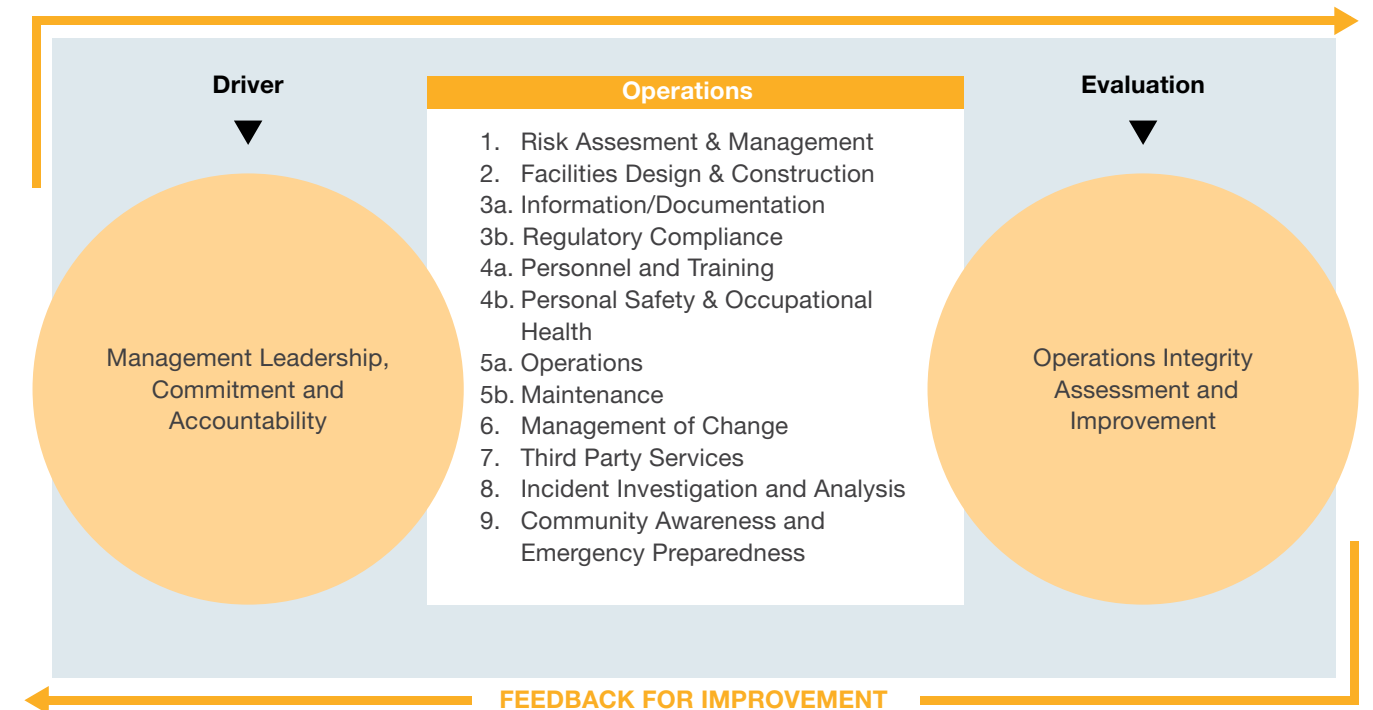 Driver
Management Leadership,
Commitment and
Accountability
Operations
1. Risk Assesment & Management
2. Facilities Design & Construction
3a. Information/Documentation
3b. Regulatory Compliance
4a. Personnel and Training
4b. Personal Safety & Occupational
Health
5a. Operations
5b. Maintenance
6. Management of Change
7. Third Party Services
8. Incident Investigation and Analysis
9. Community Awareness and
Emergency Preparedness
Evaluation
Operations Integrity
Assessment and
Improvement
FEEDBACK FOR IMPROVEMENT